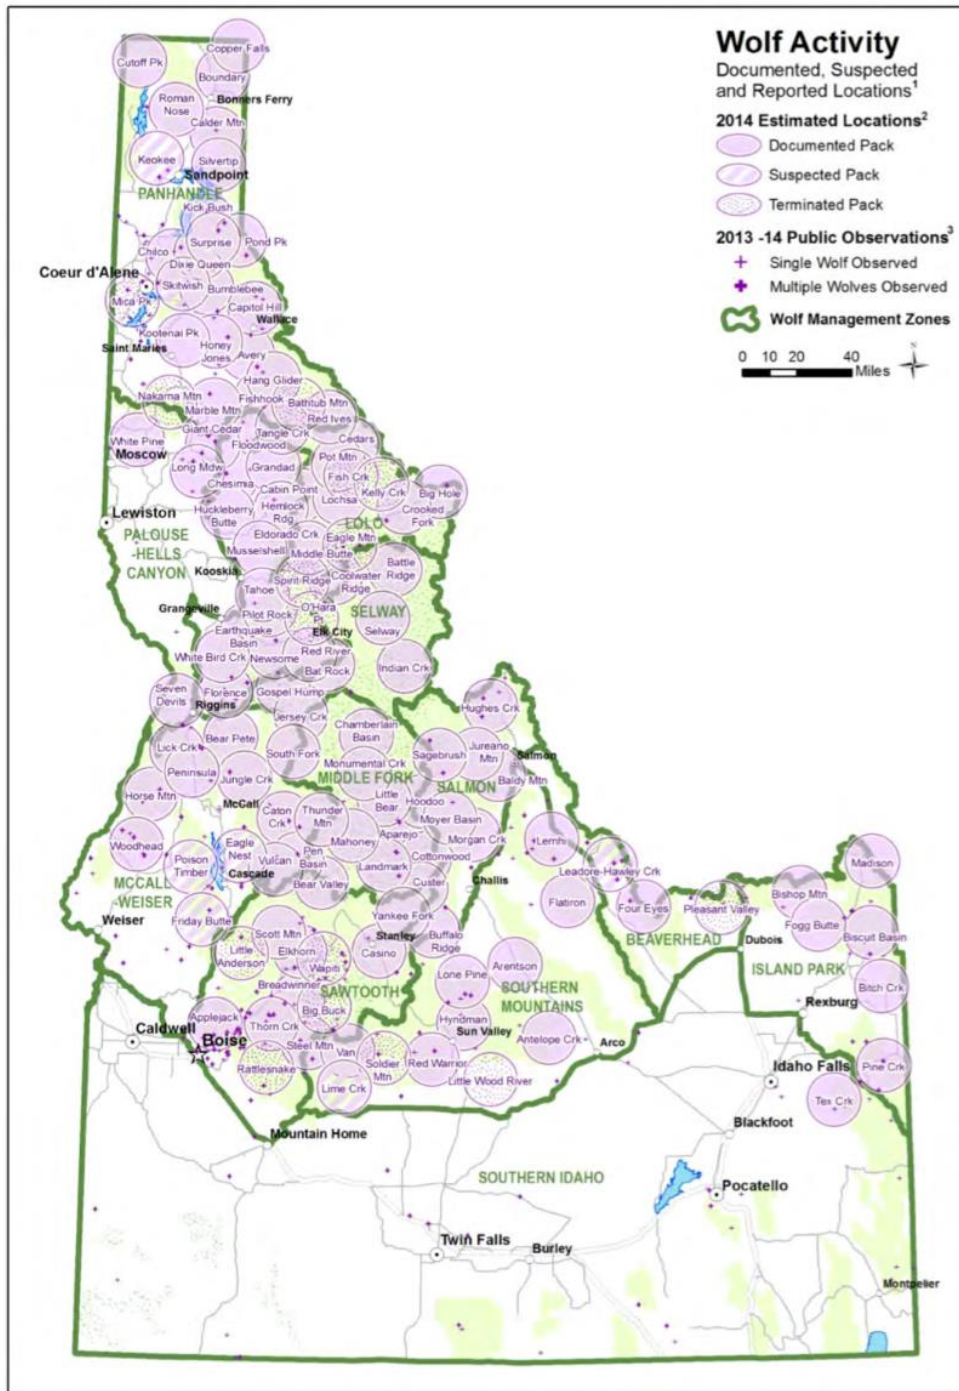 Wolf Activity
Documented, Suspected
and Reported Locations¹
2014 Estimated Locations²
Documented Pack
Suspected Pack
Terminated Pack
2013 -14 Public Observations³
Single Wolf Observed
Multiple Wolves Observed
Wolf Management Zones
N
0 10 20 40
Miles
Copper Falls
Cutoff Pk
Boundary
Bonners Ferry
Roman
Nose
Calder Mtn
Keokee
Silvertip
Sandpoint
PANHANDLE
Kick Bush
Surprise
Pond Pk
Chilco
Dixie Queen
Coeur d'Alene
Skitwish
Bumblebee
Mica Pk
Capitol Hill
Wallace
Kootenai Pk
Saint Maries
Honey
Jones
Avery
Hang Glider
Nakarna Mtn
Fishhook
Bathtub Mtn
Marble Mtn
Red Ives
Giant Cedar
Tangle Crk
Cedars
White Pine
Floodwood
Moscow
Pot Mtn
Long Mdw
Grandad
Fish Crk
Chesimia
Cabin Point
Kelly Crk
Big Hole
Lochsa
Huckleberry
Butte
Hemlock
Rdg
Crooked
Fork
Lewiston
LOLO
PALOUSE
-HELLS
CANYON
Eldorado Crk
Eagle Mtn
Musselshell
Middle Butte
Battle
Ridge
Kooskia
Spirit Ridge
Coolwater
Ridge
Tahoe
Grangeville
Pilot Rock
O'Hara
Pt
SELWAY
Earthquake
Basin
Elk City
Selway
White Bird Crk
Newsome
Red River
Bat Rock
Indian Crk
Seven
Devils
Florence
Gospel Hump
Riggins
Jersey Crk
Hughes Crk
Chamberlain
Basin
Bear Pete
Lick Crk
South Fork
Sagebrush
Jureano
Mtn
Salmon
Monumental Crk
Peninsula
Jungle Crk
MIDDLE FORK
SALMON
Baldy Mtn
Horse Mtn
McCall
Little
Bear
Hoodoo
Caton
Crk
Thunder
Mtn
Moyer Basin
Aparejo
Woodhead
Eagle
Nest
Mahoney
Morgan Crk
Lemhi
Madison
Poison
Timber
Vulcan
Pen
Basin
Landmark
Cottonwood
Leadore-Hawley Crk
Cascade
MCCALL
-WEISER
Bear Valley
Custer
Challis
Bishop Mtn
Flatiron
Four Eyes
Pleasant Valley
Weiser
Friday Butte
Yankee Fork
Fogg Butte
Scott Mtn
Stanley
Buffalo
Ridge
BEAVERHEAD
Dubois
Biscuit Basin
Little
Anderson
Elkhorn
Wapiti
Casino
Lone Pine
Arentson
ISLAND PARK
Breadwinner
SAWTOOTH
SOUTHERN
MOUNTAINS
Bitch Crk
Rexburg
Applejack
Big Buck
Hyndman
Caldwell
Thorn Crk
Sun Valley
Boise
Steel Mtn
Van
Antelope Crk
Arco
Rattlesnake
Soldier
Mtn
Red Warrior
Idaho Falls
Pine Crk
Lime Crk
Little Wood River
Tex Crk
Blackfoot
Mountain Home
SOUTHERN IDAHO
Pocatello
Twin Falls
Burley
Montpelier